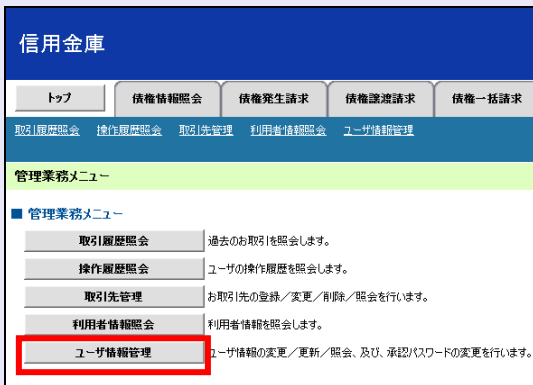 信用金庫
トップ 債権情報照会 債権発生請求 債権譲渡請求 債権一括請求
取引履歴照会 操作履歴照会 取引先管理 利用者情報照会 ユーザ情報管理
管理業務メニュー
■ 管理業務メニュー
取引履歴照会 過去のお取引を照会します。
操作履歴照会 ユーザの操作履歴を照会します。
取引先管理 お取引先の登録／変更／削除／照会を行います。
利用者情報照会 利用者情報を照会します。
ユーザ情報管理 ユーザ情報の変更／更新／照会、及び、承認パスワードの変更を行います。